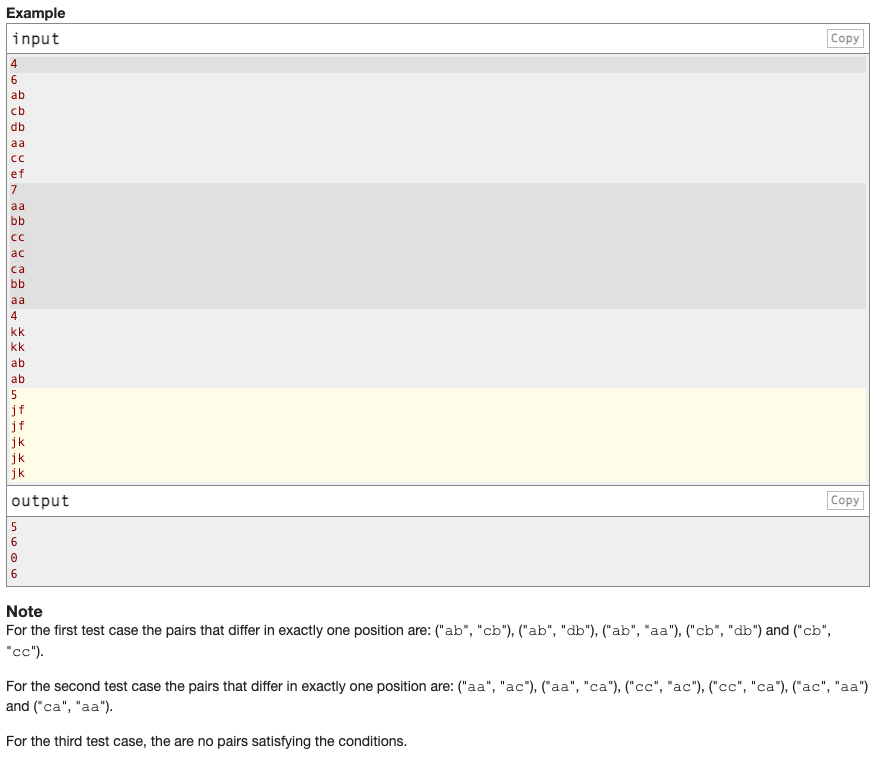 Example
input
Copy
4
6
ab
cb
db
aa
cc
ef
7
aa
bb
cc
ac
ca
bb
aa
4
kk
kk
ab
ab
5
jf
jf
jk
jk
jk
output
Copy
5
6
0
6
Note
For the first test case the pairs that differ in exactly one position are: ("ab", "cb"), ("ab", "db"), ("ab", "aa"), ("cb", "db") and ("cb",
"cc").
For the second test case the pairs that differ in exactly one position are: ("aa", "ac"), ("aa", "ca"), ("cc", "ac"), ("cc", "ca"), ("ac", "aa")
and ("ca", "aa").
For the third test case, the are no pairs satisfying the conditions.